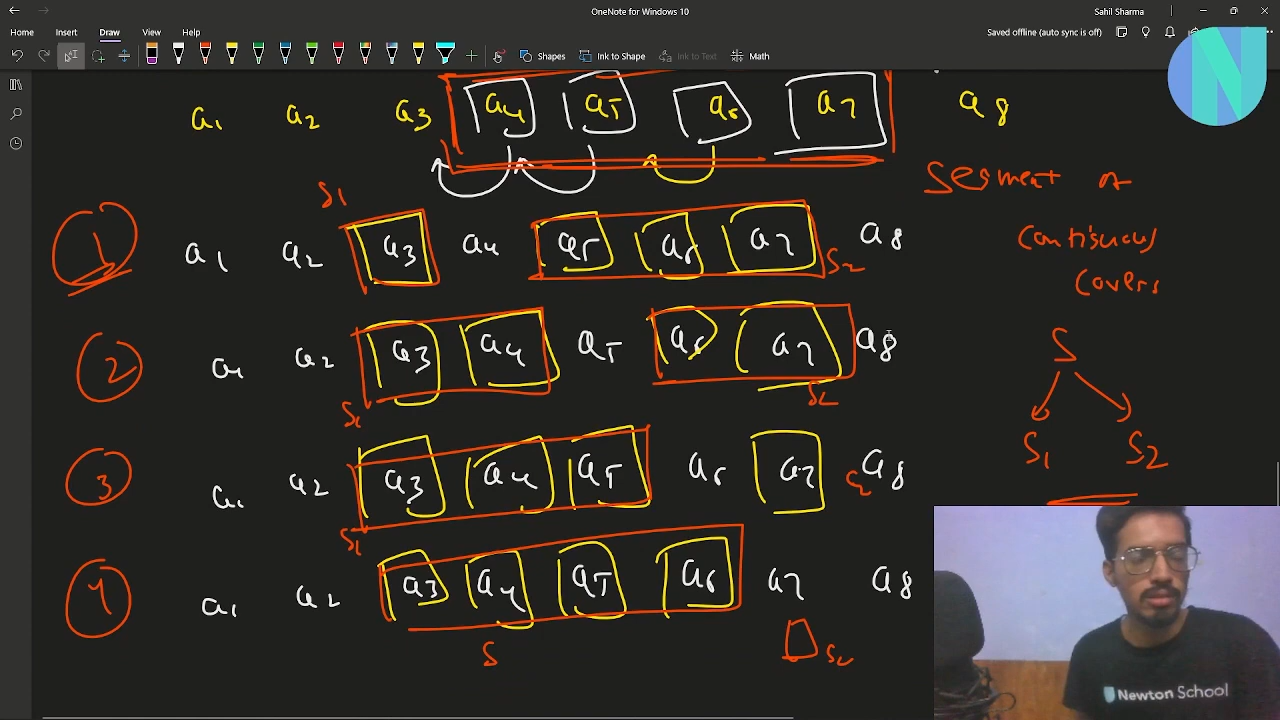 OneNote for Windows 10
Sahil Sharma
Home Insert Draw View Help
Saved offline (auto sync is off)
Shapes Ink to Shape Ink to Text Math
a1 a2 a3 a4 a5 a6 a7 a8
Segment of
continuous
covers
S
S1 S2
S1
1 a1 a2 a3 a4 a5 a6 a7 a8
S2
2 a1 a2 a3 a4 a5 a6 a7 a8
S1 S2
3 a1 a2 a3 a4 a5 a6 a7 a8
S1 S2
4 a1 a2 a3 a4 a5 a6 a7 a8
S S2
Newton School